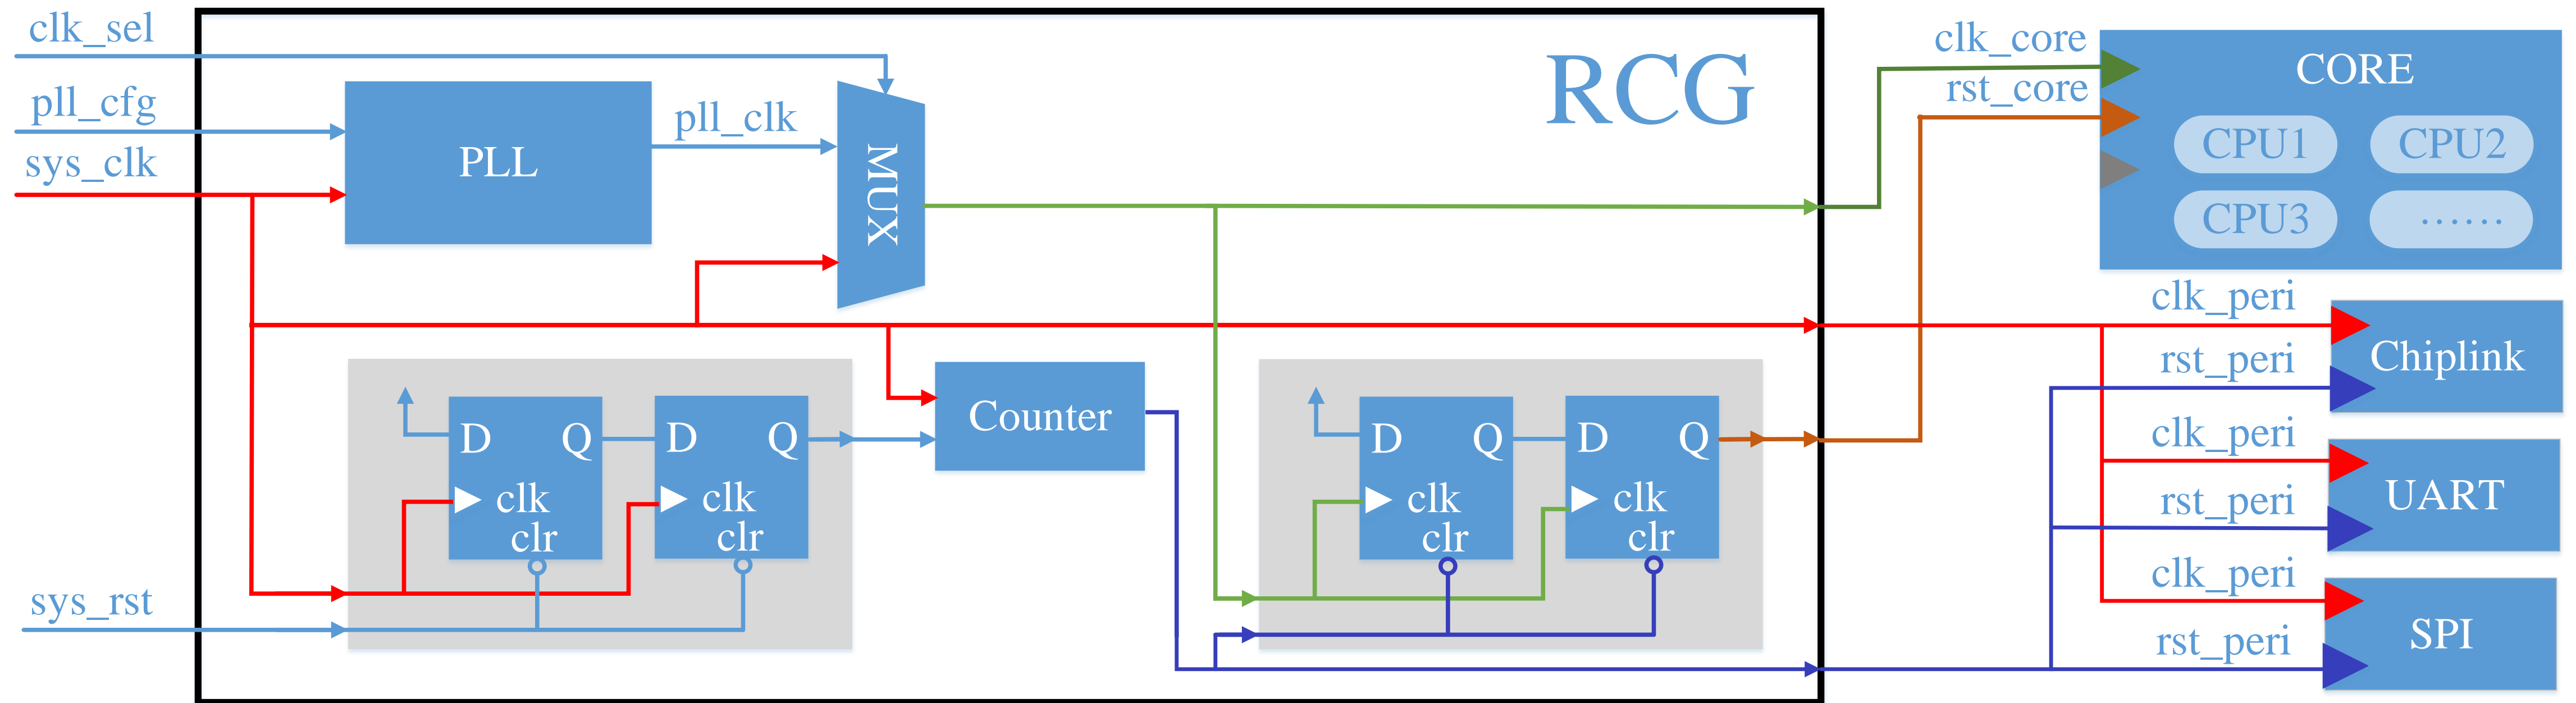 clk_sel
pll_cfg
sys_clk
sys_rst
RCG
PLL
pll_clk
MUX
D Q
clk
clr
D Q
clk
clr
Counter
D Q
clk
clr
D Q
clk
clr
clk_core
rst_core
CORE
CPU1 CPU2
CPU3 ......
clk_peri
rst_peri
Chiplink
clk_peri
rst_peri
UART
clk_peri
rst_peri
SPI